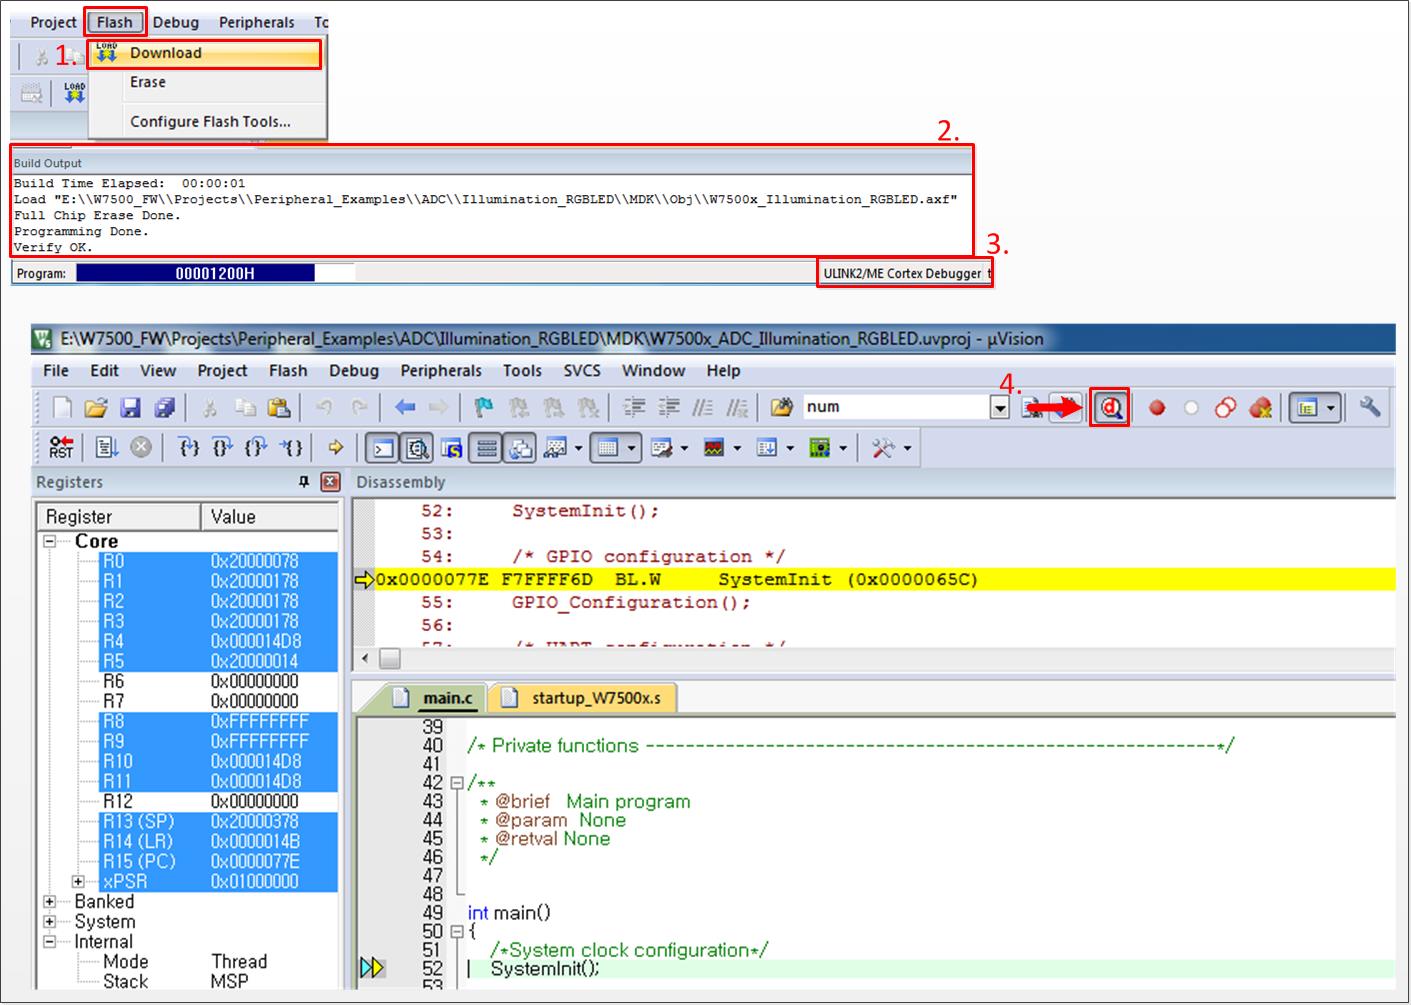 Project Flash Debug Peripherals To
1. LOAD Download
Erase
LOAD
Configure Flash Tools...
2.
Build Output
Build Time Elapsed:  00:00:01
Load "E:\\W7500_FW\\Projects\\Peripheral_Examples\\ADC\\Illumination_RGBLED\\MDK\\Obj\\W7500x_Illumination_RGBLED.axf"
Full Chip Erase Done.
Programming Done.
Verify OK.
3.
Program: 00001200H ULINK2/ME Cortex Debugger t
E:\W7500_FW\Projects\Peripheral_Examples\ADC\Illumination_RGBLED\MDK\W7500x_ADC_Illumination_RGBLED.uvproj - µVision
File Edit View Project Flash Debug Peripherals Tools SVCS Window Help
4.
num
RST
Registers
Register Value
Core
R0 0x20000078
R1 0x20000178
R2 0x20000178
R3 0x20000178
R4 0x000014D8
R5 0x20000014
R6 0x00000000
R7 0x00000000
R8 0xFFFFFFFF
R9 0xFFFFFFFF
R10 0x000014D8
R11 0x000014D8
R12 0x00000000
R13 (SP) 0x20000378
R14 (LR) 0x0000014B
R15 (PC) 0x0000077E
xPSR 0x01000000
Banked
System
Internal
Mode Thread
Stack MSP
Disassembly
52: SystemInit();
53:
54: /* GPIO configuration */
0x0000077E F7FFFF6D BL.W SystemInit (0x0000065C)
55: GPIO_Configuration();
56:
57: /* UART configuration */
main.c startup_W7500x.s
39
40 /* Private functions ---------------------------------------------------------*/
41
42 /**
43 * @brief Main program
44 * @param None
45 * @retval None
46 */
47
48
49 int main()
50 {
51 /*System clock configuration*/
52 SystemInit();
53